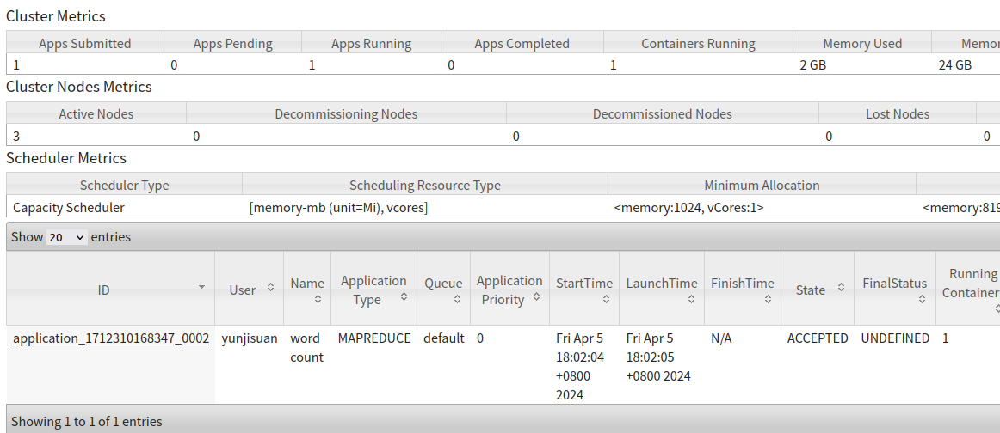 Cluster Metrics
Apps Submitted Apps Pending Apps Running Apps Completed Containers Running Memory Used
1 0 1 0 1 2 GB 24 GB
Cluster Nodes Metrics
Active Nodes Decommissioning Nodes Decommissioned Nodes Lost Nodes
3 0 0 0 0
Scheduler Metrics
Scheduler Type Scheduling Resource Type Minimum Allocation
Capacity Scheduler [memory-mb (unit=Mi), vcores] <memory:1024, vCores:1> <memory:819
Show 20 entries
ID User Name Application Type Queue Application Priority StartTime LaunchTime FinishTime State FinalStatus Running Containers
application_1712310168347_0002 yunjisuan word MAPREDUCE default 0 Fri Apr 5 Fri Apr 5 N/A ACCEPTED UNDEFINED 1
count 18:02:04 18:02:05
+0800 +0800 2024
2024
Showing 1 to 1 of 1 entries